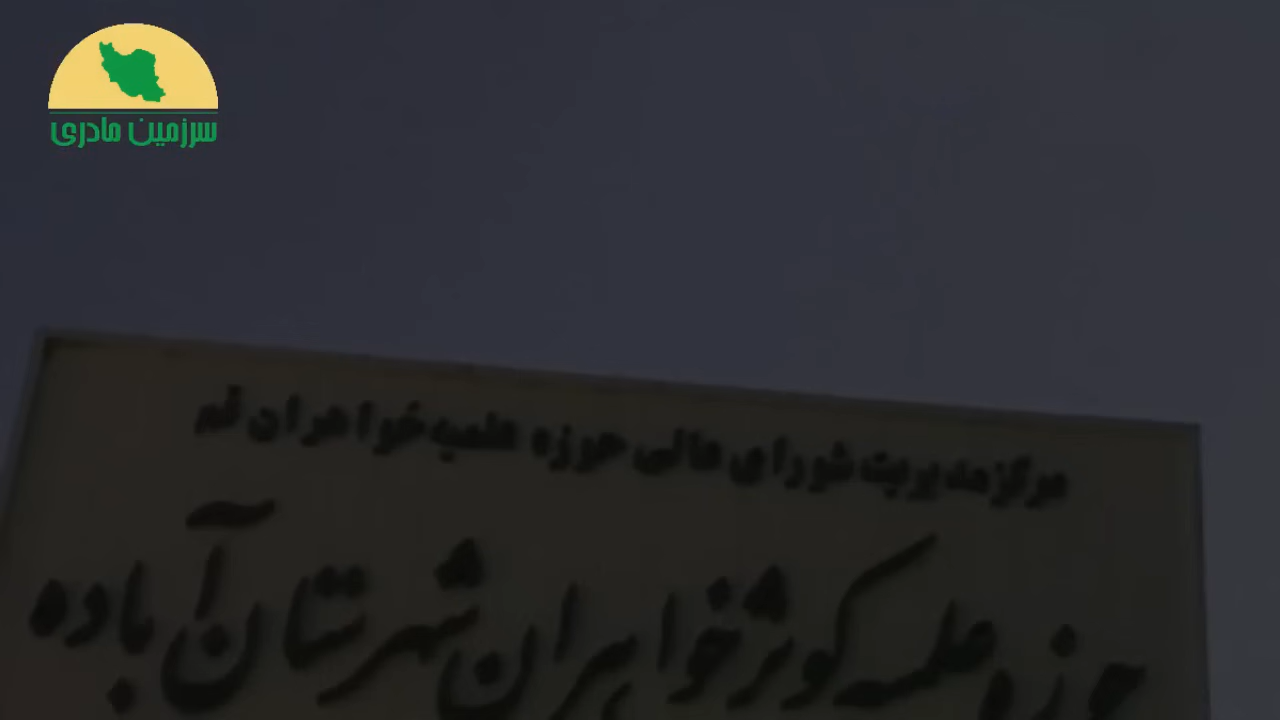 سرزمین مادری
مرکز مدیریت شورای عالی حوزه علمیه خواهران قم
حوزه علمیه کوثر خواهران شهرستان آباده